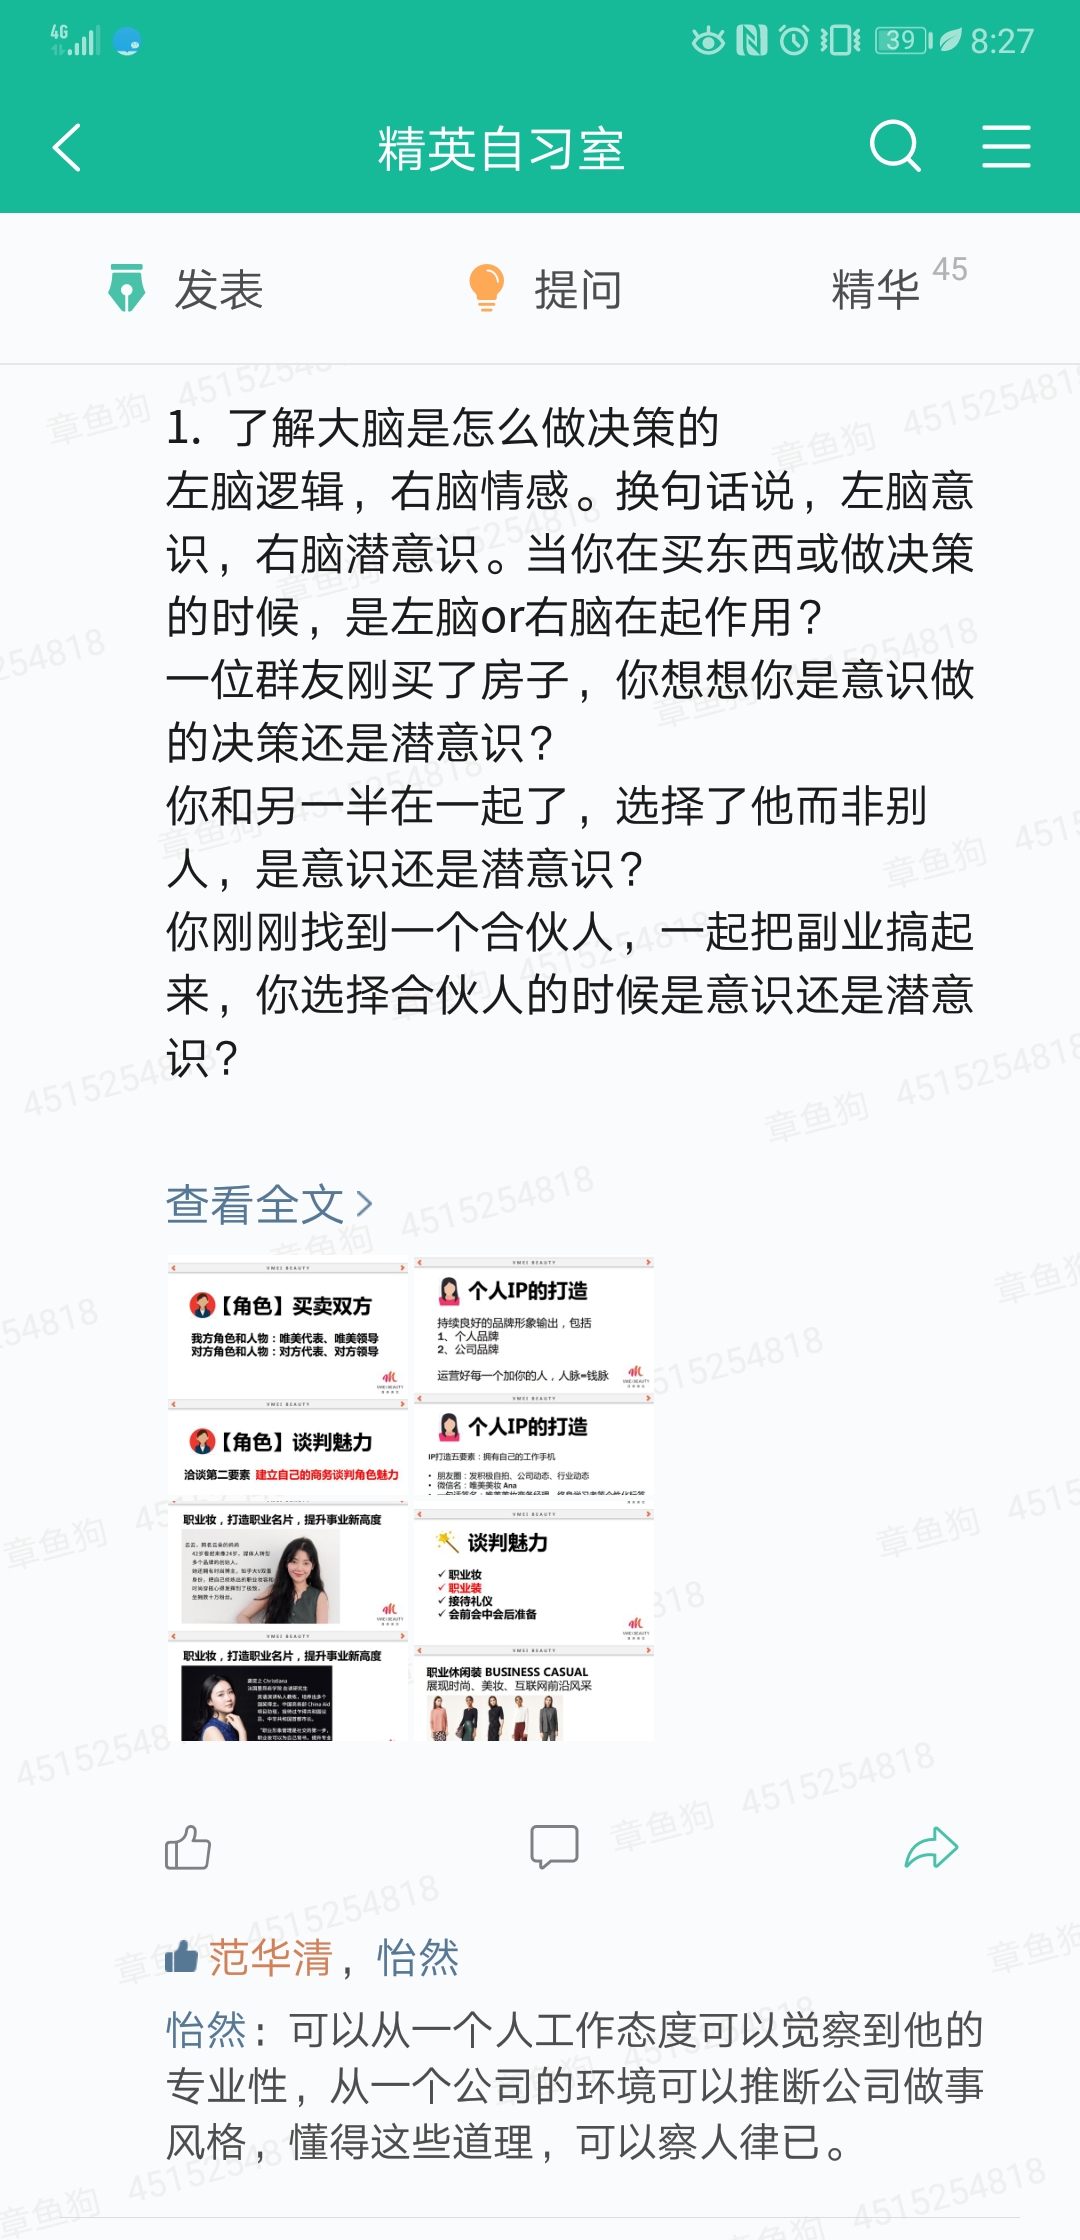 4G
39
8:27
精英自习室
发表
提问
精华 45
1. 了解大脑是怎么做决策的
左脑逻辑，右脑情感。换句话说，左脑意
识，右脑潜意识。当你在买东西或做决策
的时候，是左脑or右脑在起作用？
一位群友刚买了房子，你想想你是意识做
的决策还是潜意识？
你和另一半在一起了，选择了他而非别
人，是意识还是潜意识？
你刚刚找到一个合伙人，一起把副业搞起
来，你选择合伙人的时候是意识还是潜意
识？
查看全文
VMEI BEAUTY
【角色】买卖双方
我方角色和人物：唯美代表、唯美领导
对方角色和人物：对方代表、对方领导
VMEI BEAUTY
VMEI BEAUTY
【角色】谈判魅力
洽谈第二要素 建立自己的商务谈判角色魅力
VMEI BEAUTY
个人IP的打造
持续良好的品牌形象输出，包括
1、个人品牌
2、公司品牌
运营好每一个加你的人，人脉=钱脉
VMEI BEAUTY
VMEI BEAUTY
个人IP的打造
IP打造五要素：拥有自己的工作手机
• 朋友圈：发积极自拍、公司动态、行业动态
• 微信名：唯美美妆 Ana
职业妆，打造职业名片，提升事业新高度
VMEI BEAUTY
VMEI BEAUTY
职业妆，打造职业名片，提升事业新高度
VMEI BEAUTY
谈判魅力
✓ 职业妆
✓ 职业装
✓ 接待礼仪
✓ 会前会中会后准备
VMEI BEAUTY
VMEI BEAUTY
职业休闲装 BUSINESS CASUAL
展现时尚、美妆、互联网前沿风采
范华清，怡然
怡然：可以从一个人工作态度可以觉察到他的
专业性，从一个公司的环境可以推断公司做事
风格，懂得这些道理，可以察人律已。
章鱼狗 4515254818